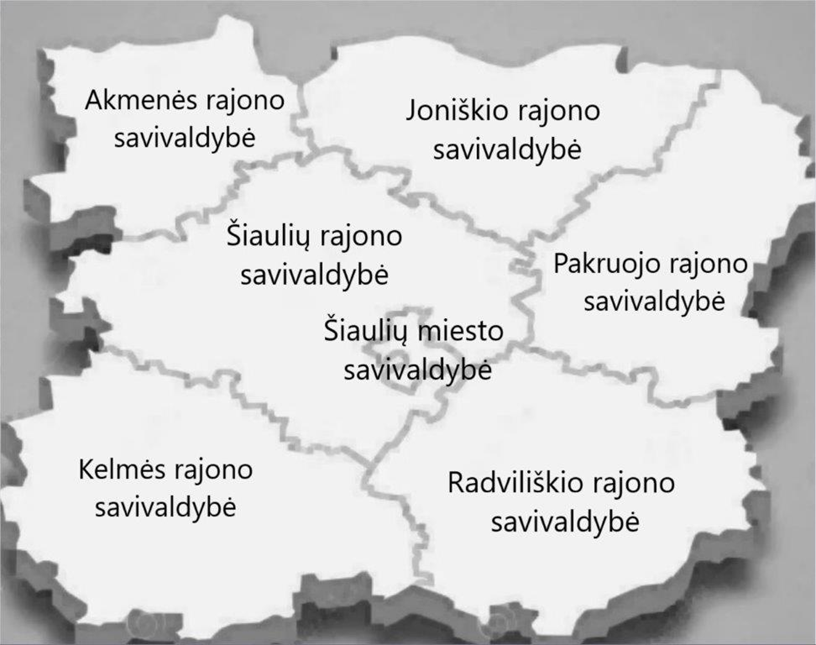 Akmenės rajono
savivaldybė
Joniškio rajono
savivaldybė
Šiaulių rajono
savivaldybė
Pakruojo rajono
savivaldybė
Šiaulių miesto
savivaldybė
Kelmės rajono
savivaldybė
Radviliškio rajono
savivaldybė